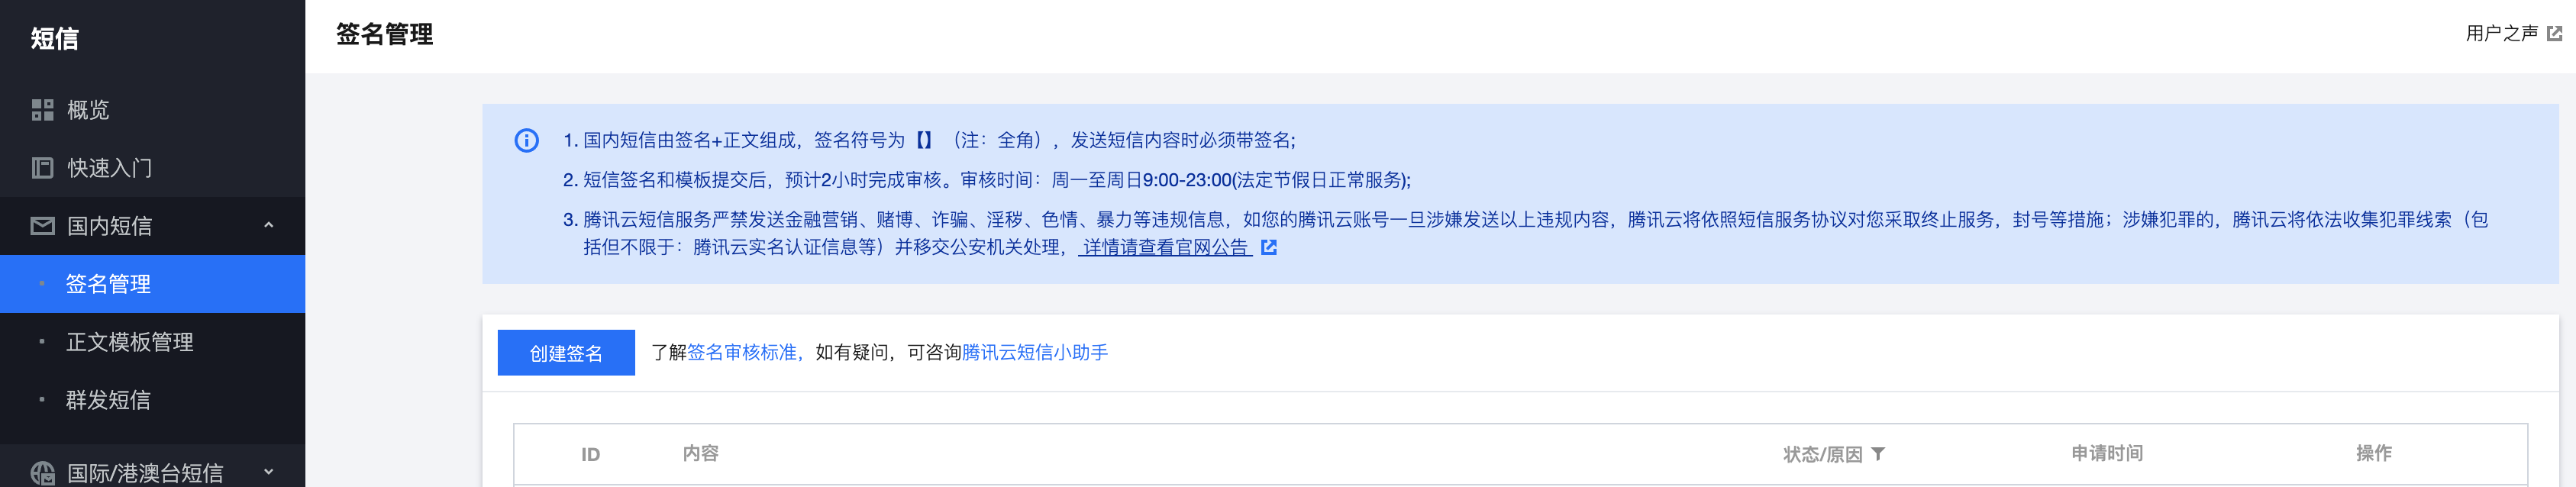 短信
概览
快速入门
国内短信
签名管理
正文模板管理
群发短信
国际/港澳台短信
签名管理
用户之声
1. 国内短信由签名+正文组成，签名符号为【】（注：全角），发送短信内容时必须带签名;
2. 短信签名和模板提交后，预计2小时完成审核。审核时间：周一至周日9:00-23:00(法定节假日正常服务);
3. 腾讯云短信服务严禁发送金融营销、赌博、诈骗、淫秽、色情、暴力等违规信息，如您的腾讯云账号一旦涉嫌发送以上违规内容，腾讯云将依照短信服务协议对您采取终止服务，封号等措施；涉嫌犯罪的，腾讯云将依法收集犯罪线索（包
括但不限于：腾讯云实名认证信息等）并移交公安机关处理， 详情请查看官网公告
创建签名 了解签名审核标准，如有疑问，可咨询腾讯云短信小助手
ID 内容 状态/原因 申请时间 操作